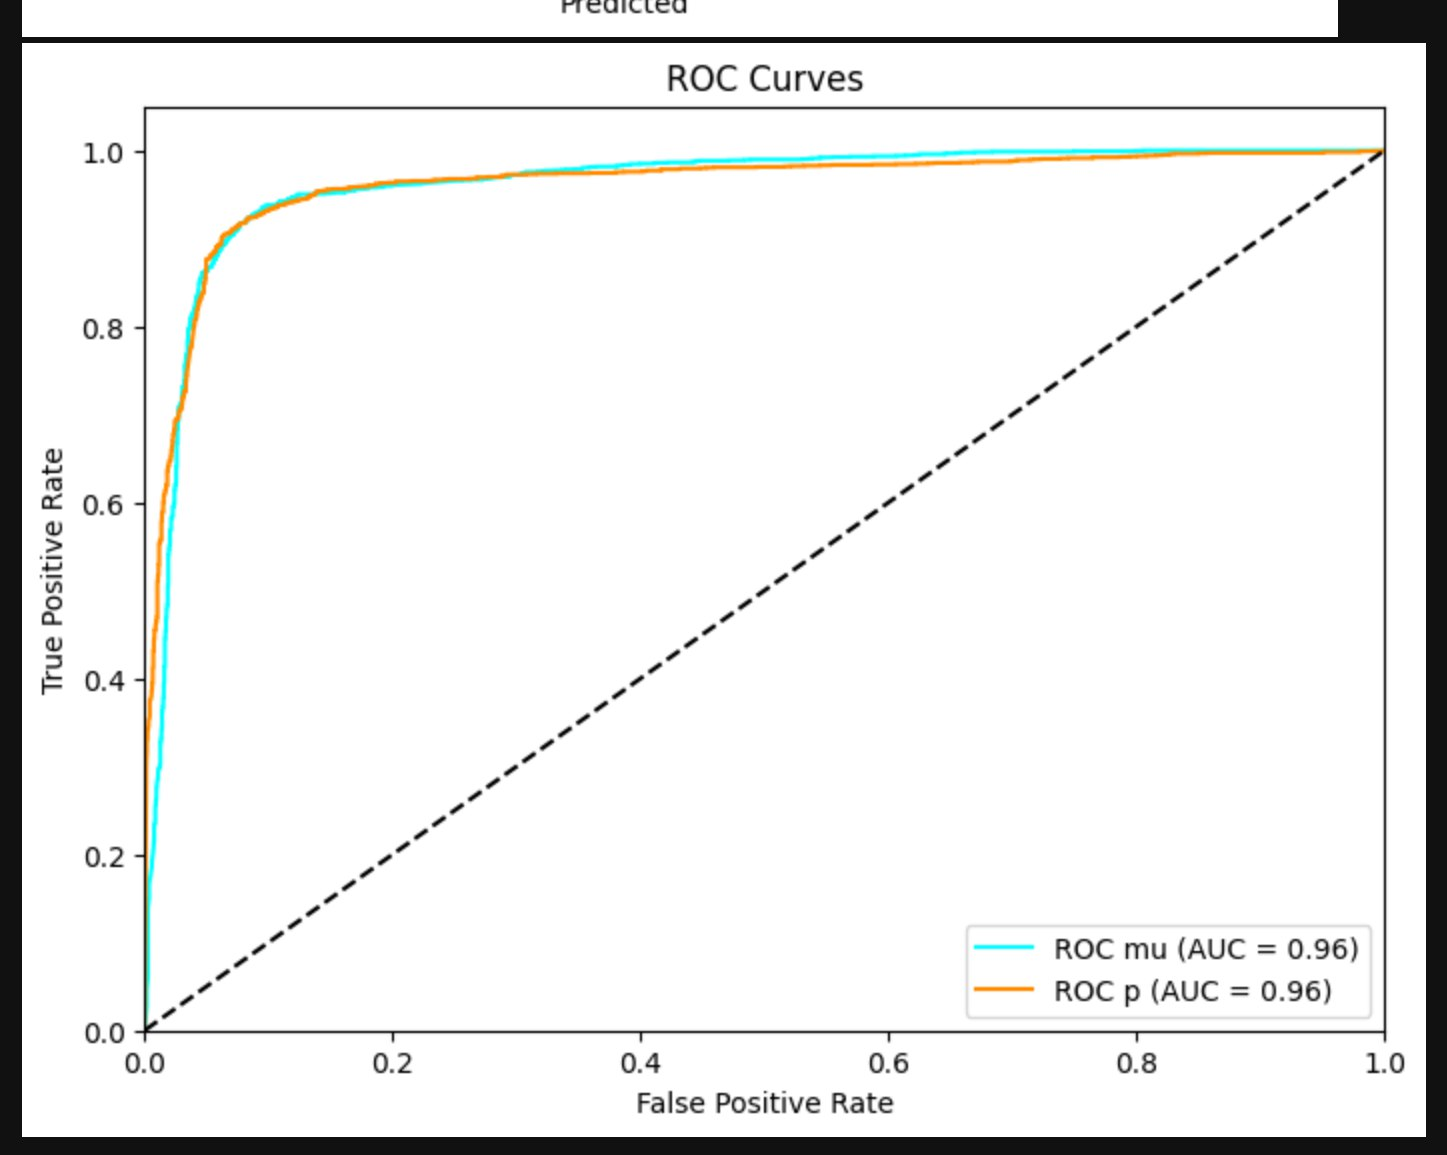 Predicted
ROC Curves
1.0
0.8
0.6
0.4
0.2
0.0
True Positive Rate
ROC mu (AUC = 0.96)
ROC p (AUC = 0.96)
0.0 0.2 0.4 0.6 0.8 1.0
False Positive Rate